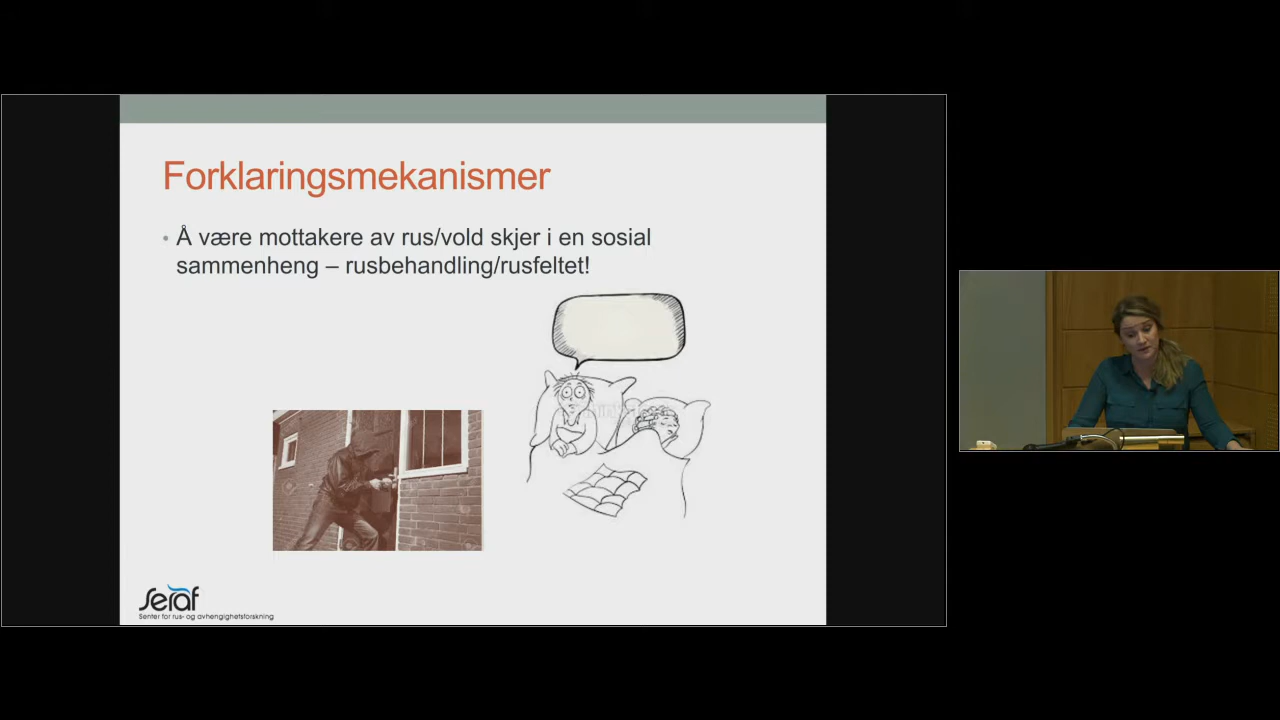 Forklaringsmekanismer
• Å være mottakere av rus/vold skjer i en sosial
sammenheng – rusbehandling/rusfeltet!
seraf
Senter for rus- og avhengighetsforskning